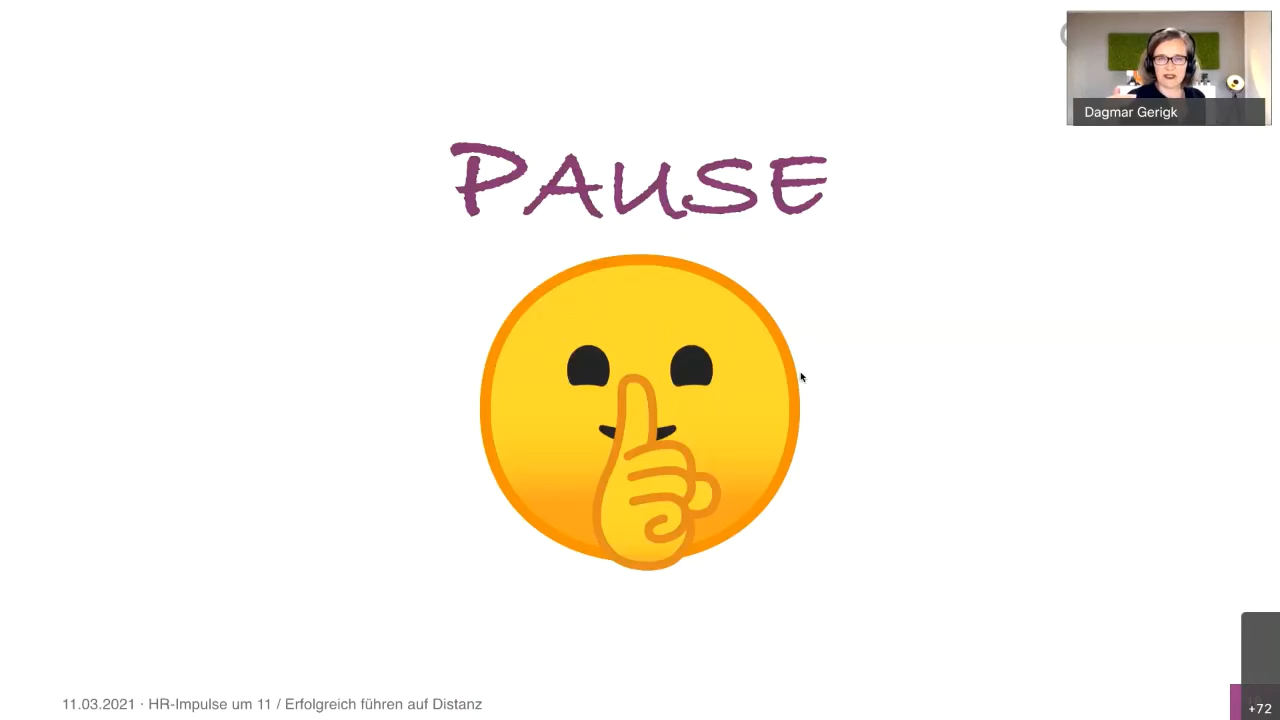 Dagmar Gerigk
PAUSE
11.03.2021 · HR-Impulse um 11 / Erfolgreich führen auf Distanz
+72